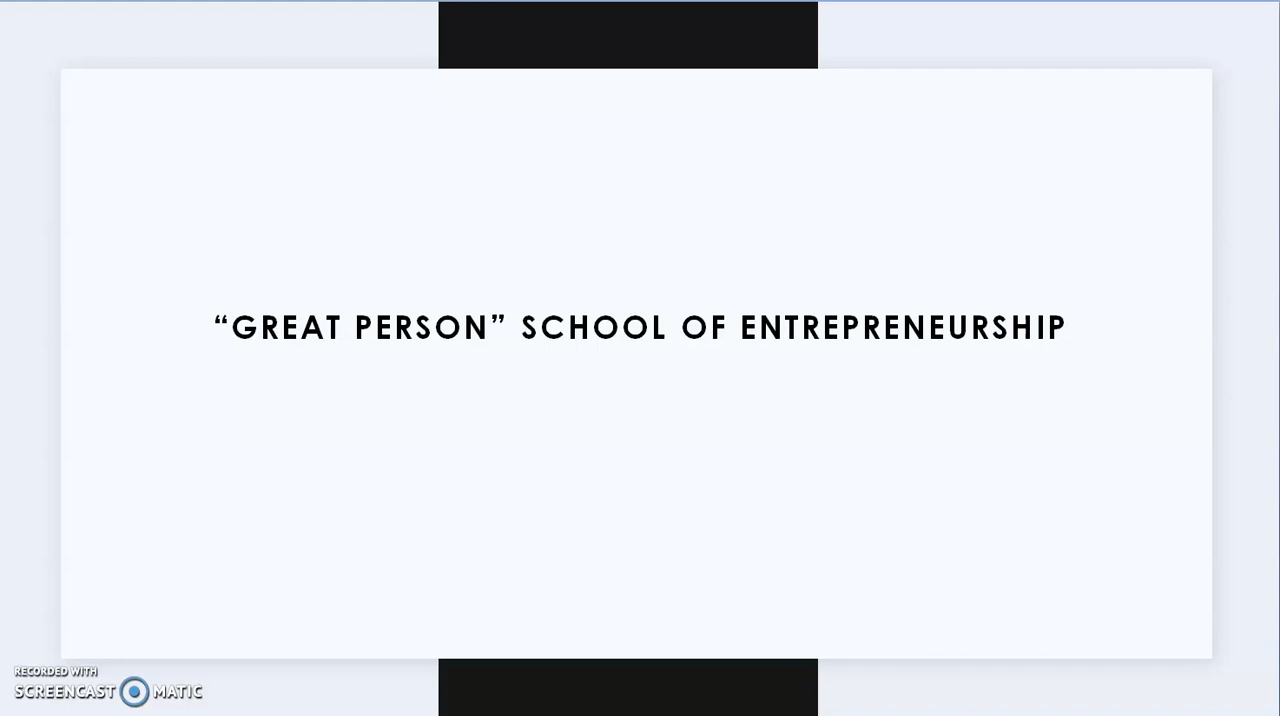 “GREAT PERSON” SCHOOL OF ENTREPRENEURSHIP
RECORDED WITH
SCREENCAST MATIC